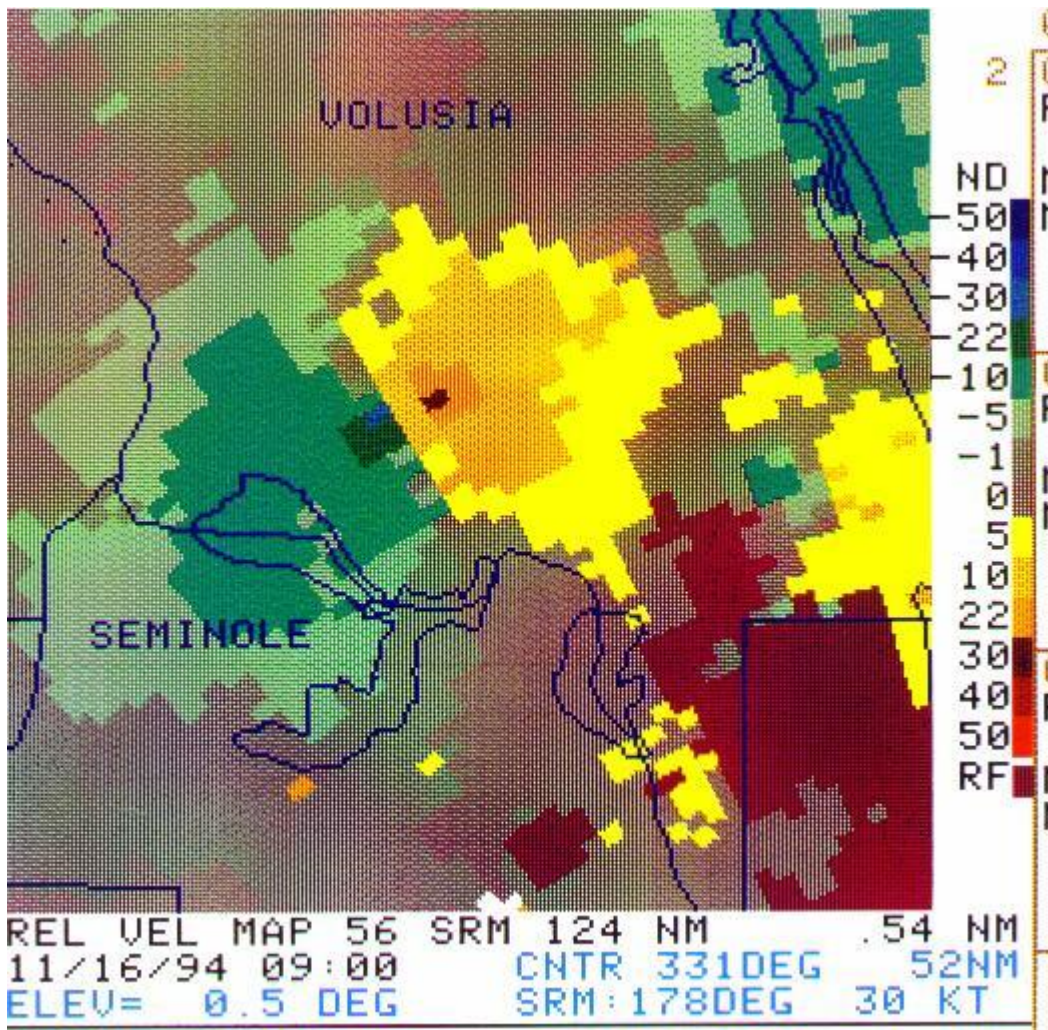 VOLUSIA
SEMINOLE
2
ND
-50
-40
-30
-22
-10
-5
-1
0
5
10
22
30
40
50
RF
REL VEL MAP 56 SRM 124 NM .54 NM
11/16/94 09:00 CNTR 331DEG 52NM
ELEV= 0.5 DEG SRM:178DEG 30 KT